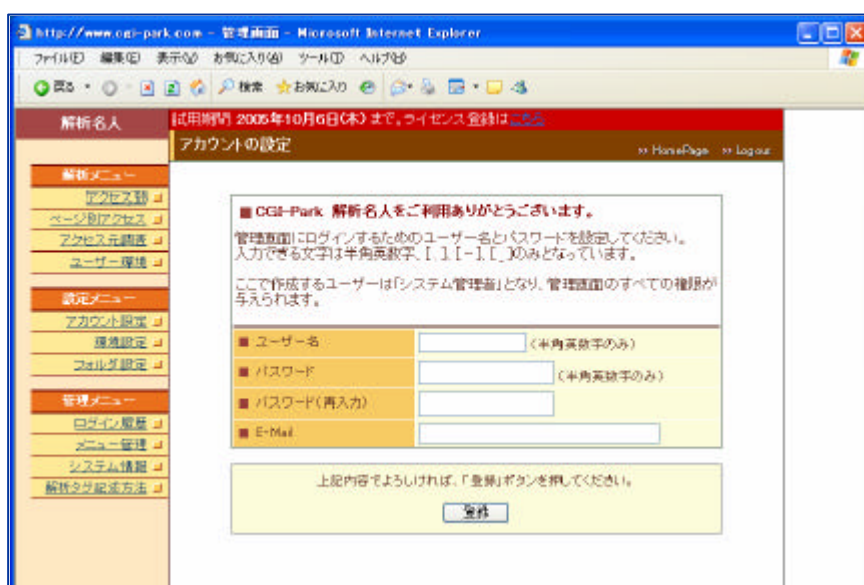 http://www.cgi-park.com - 管理画面 - Microsoft Internet Explorer
ファイル(F) 編集(E) 表示(V) お気に入り(A) ツール(T) ヘルプ(H)
戻る 検索 お気に入り
解析名人
試用期間 2005年10月6日(木) まで。ライセンス登録はこちら
アカウントの設定
» HomePage » Logout
解析メニュー
アクセス数
ページ別アクセス
アクセス元調査
ユーザー環境
設定メニュー
アカウント設定
環境設定
フォルダ設定
管理メニュー
ログイン履歴
メニュー管理
システム情報
解析タグ記述方法
■ CGI-Park 解析名人をご利用ありがとうございます。
管理画面にログインするためのユーザー名とパスワードを設定してください。
入力できる文字は半角英数字、[.][-][_]のみとなっています。
ここで作成するユーザーは「システム管理者」となり、管理画面のすべての権限が
与えられます。
■ ユーザー名 (半角英数字のみ)
■ パスワード (半角英数字のみ)
■ パスワード(再入力)
■ E-Mail
上記内容でよろしければ、「登録」ボタンを押してください。
登録